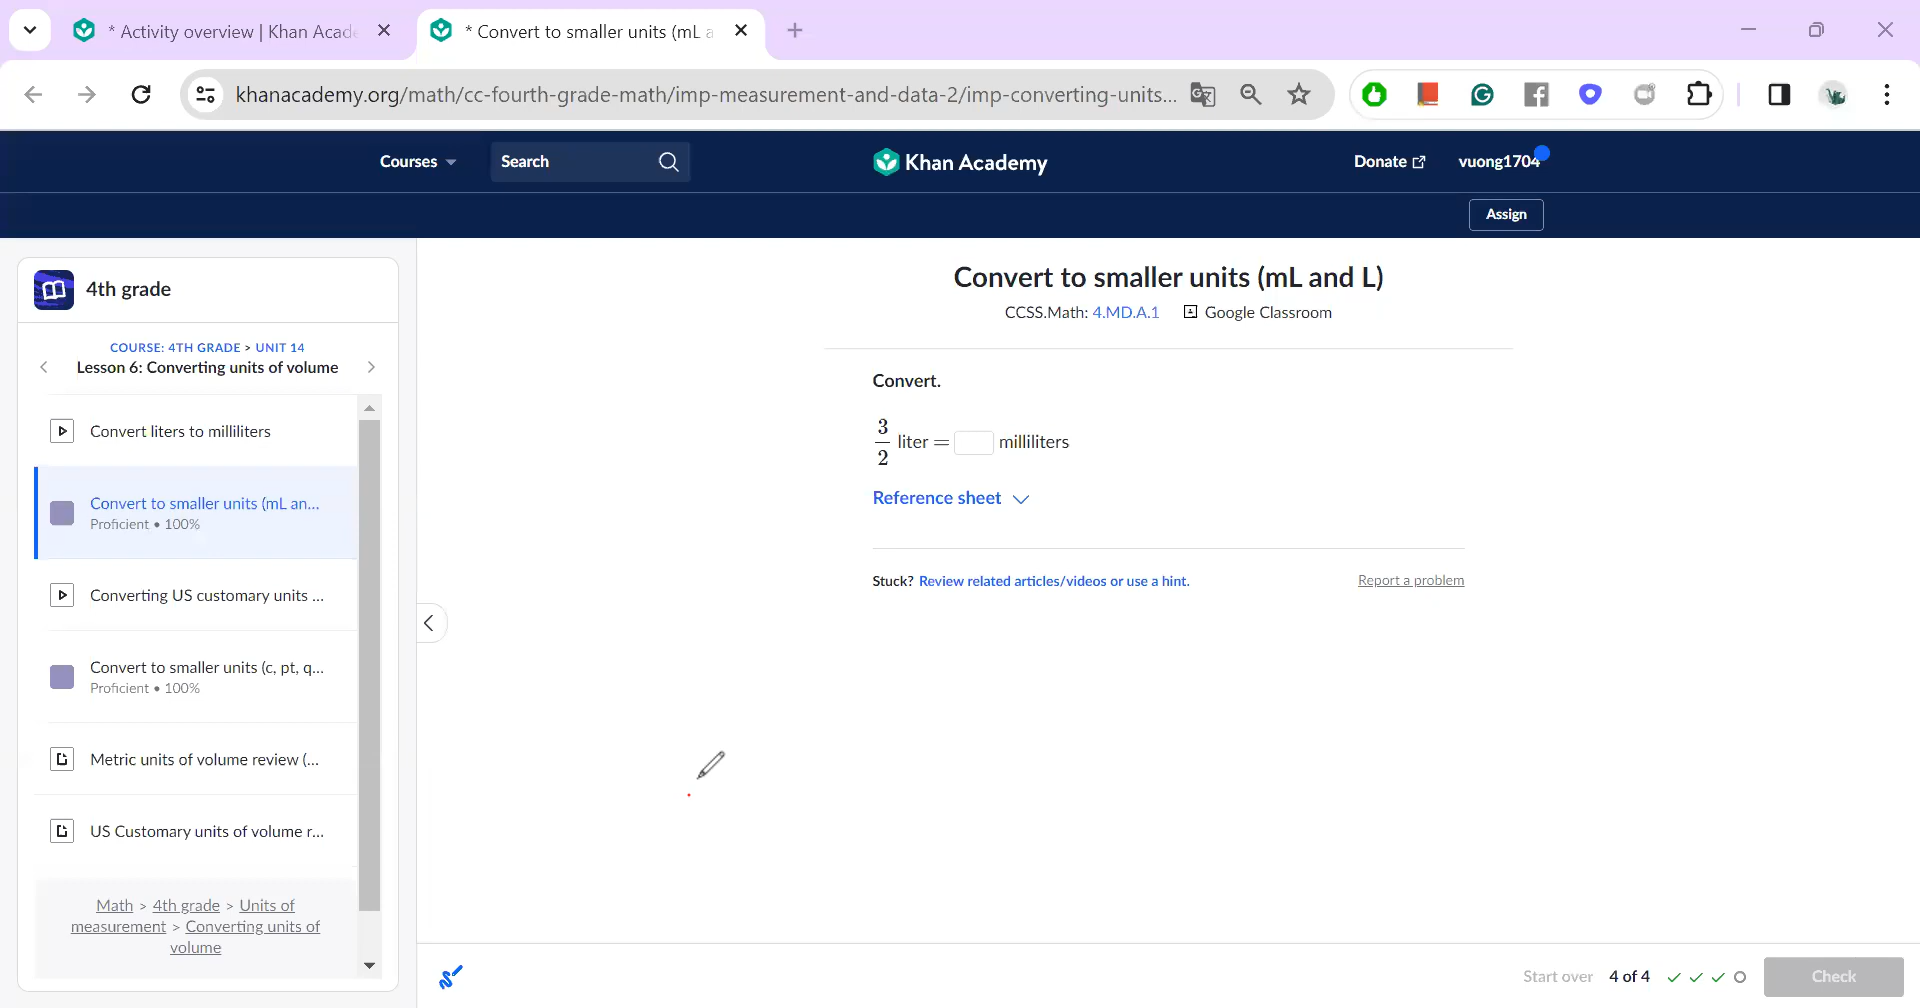 * Activity overview | Khan Acade
* Convert to smaller units (mL a
khanacademy.org/math/cc-fourth-grade-math/imp-measurement-and-data-2/imp-converting-units...
Courses
Search
Khan Academy
Donate
vuong1704
Assign
4th grade
COURSE: 4TH GRADE > UNIT 14
Lesson 6: Converting units of volume
Convert liters to milliliters
Convert to smaller units (mL an...
Proficient • 100%
Converting US customary units ...
Convert to smaller units (c, pt, q...
Proficient • 100%
Metric units of volume review (...
US Customary units of volume r...
Math > 4th grade > Units of
measurement > Converting units of
volume
Convert to smaller units (mL and L)
CCSS.Math: 4.MD.A.1 Google Classroom
Convert.
3/2 liter = milliliters
Reference sheet
Stuck? Review related articles/videos or use a hint.
Report a problem
Start over 4 of 4 Check